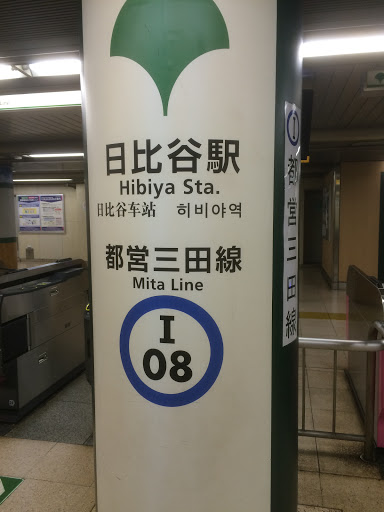 日比谷駅
Hibiya Sta.
日比谷车站 히비야역
都営三田線
Mita Line
I
08
I 都営三田線